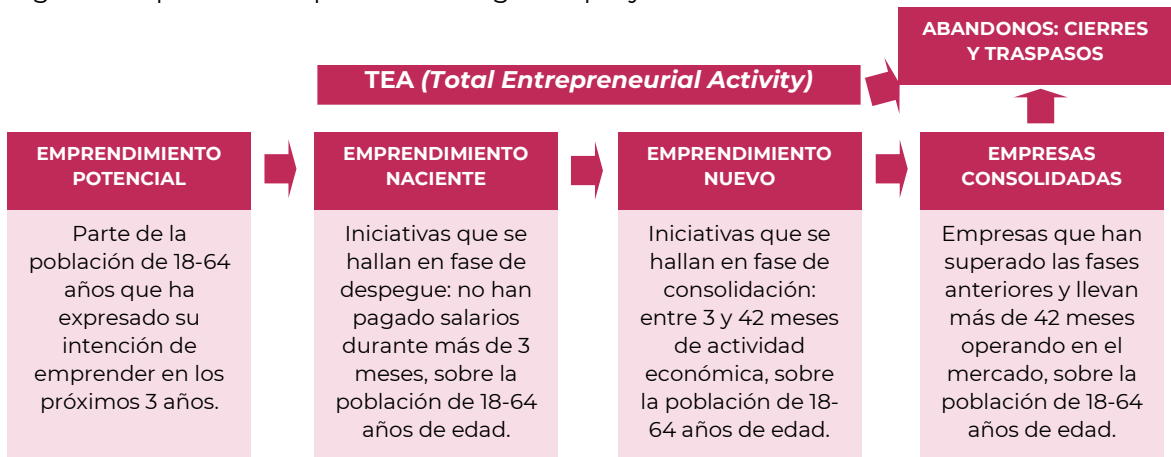 ABANDONOS: CIERRES
Y TRASPASOS
TEA (Total Entrepreneurial Activity)
EMPRENDIMIENTO
POTENCIAL
Parte de la
población de 18-64
años que ha
expresado su
intención de
emprender en los
próximos 3 años.
EMPRENDIMIENTO
NACIENTE
Iniciativas que se
hallan en fase de
despegue: no han
pagado salarios
durante más de 3
meses, sobre la
población de 18-64
años de edad.
EMPRENDIMIENTO
NUEVO
Iniciativas que se
hallan en fase de
consolidación:
entre 3 y 42 meses
de actividad
económica, sobre
la población de 18-
64 años de edad.
EMPRESAS
CONSOLIDADAS
Empresas que han
superado las fases
anteriores y llevan
más de 42 meses
operando en el
mercado, sobre la
población de 18-64
años de edad.